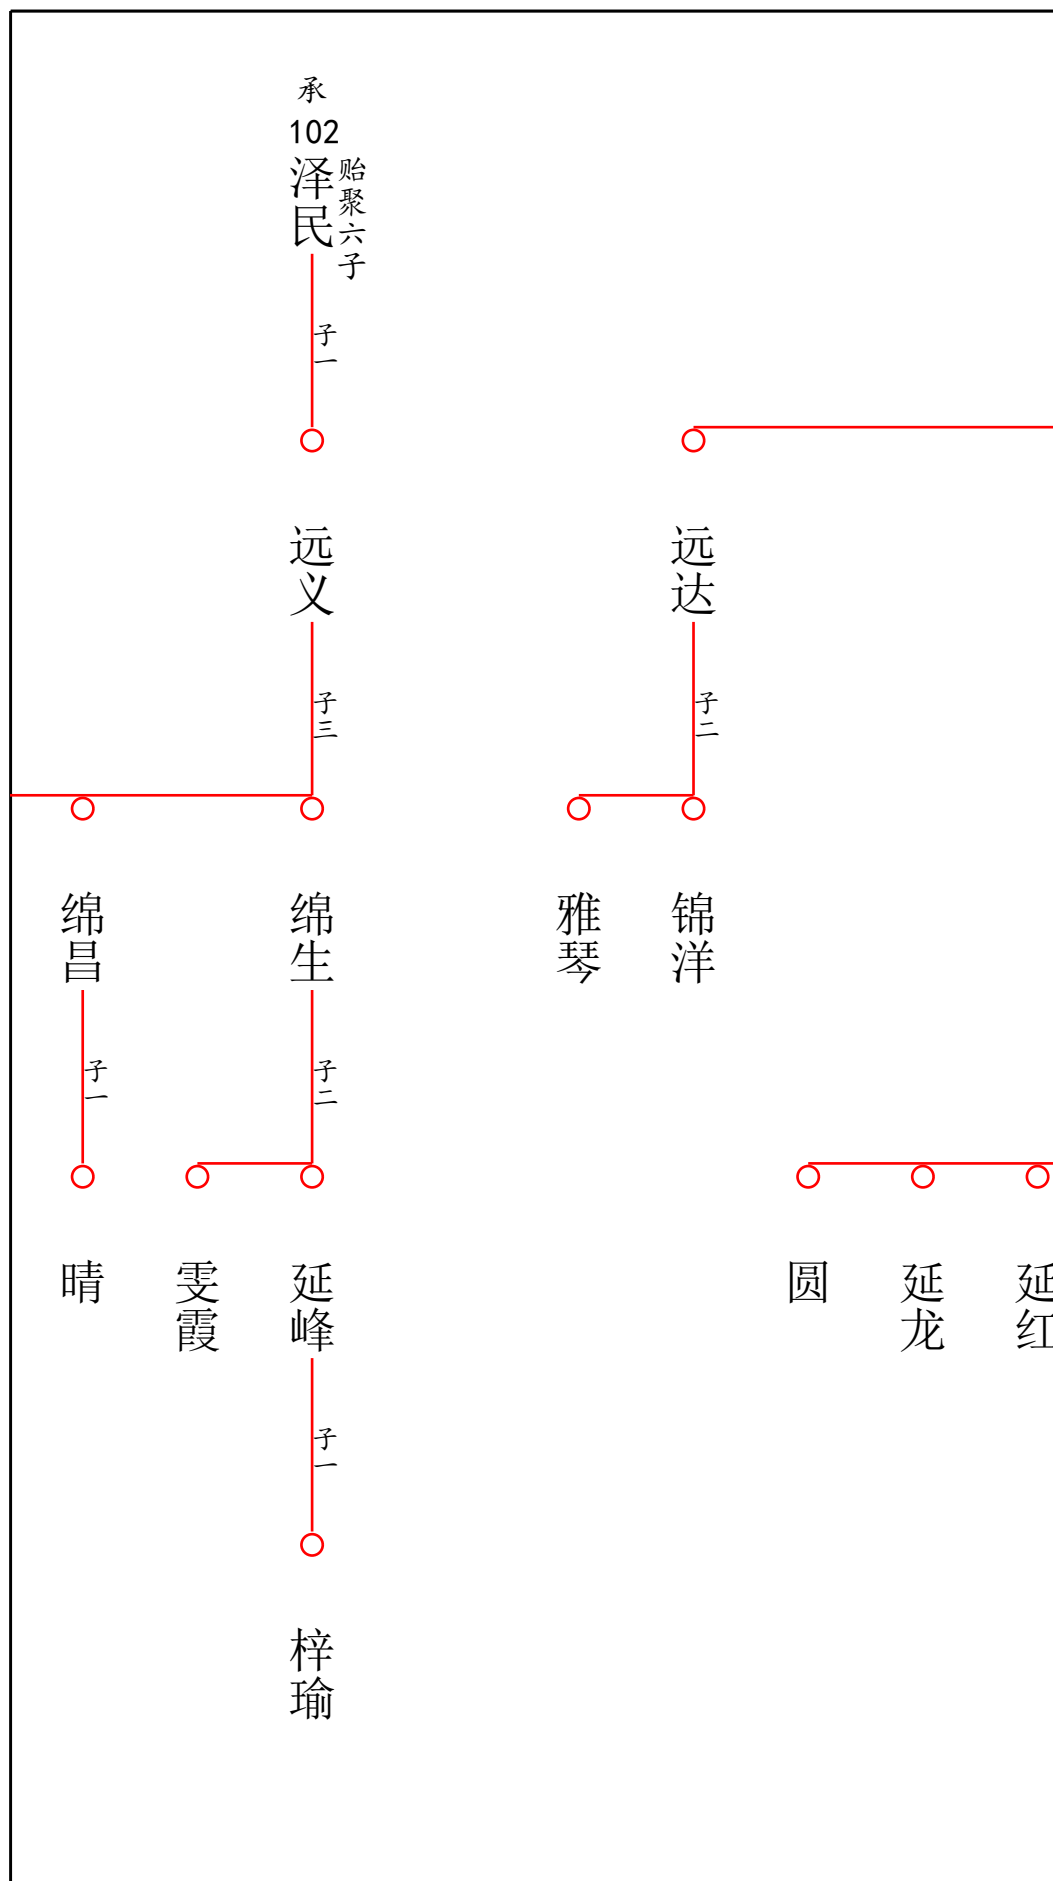 承
102
泽民
贻聚六子
子一
远达
远义
子二
子三
锦洋
雅琴
绵生
绵昌
子二
子一
延红
延龙
圆
延峰
雯霞
晴
子一
梓瑜